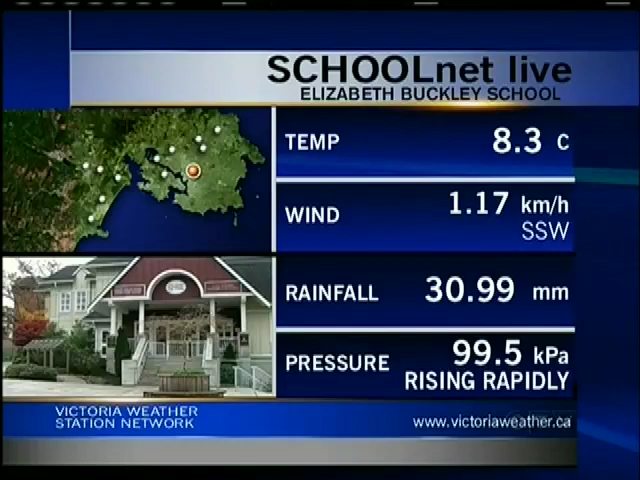 SCHOOLnet live
ELIZABETH BUCKLEY SCHOOL
TEMP 8.3 C
WIND 1.17 km/h
SSW
RAINFALL 30.99 mm
PRESSURE 99.5 kPa
RISING RAPIDLY
VICTORIA WEATHER
STATION NETWORK
www.victoriaweather.ca